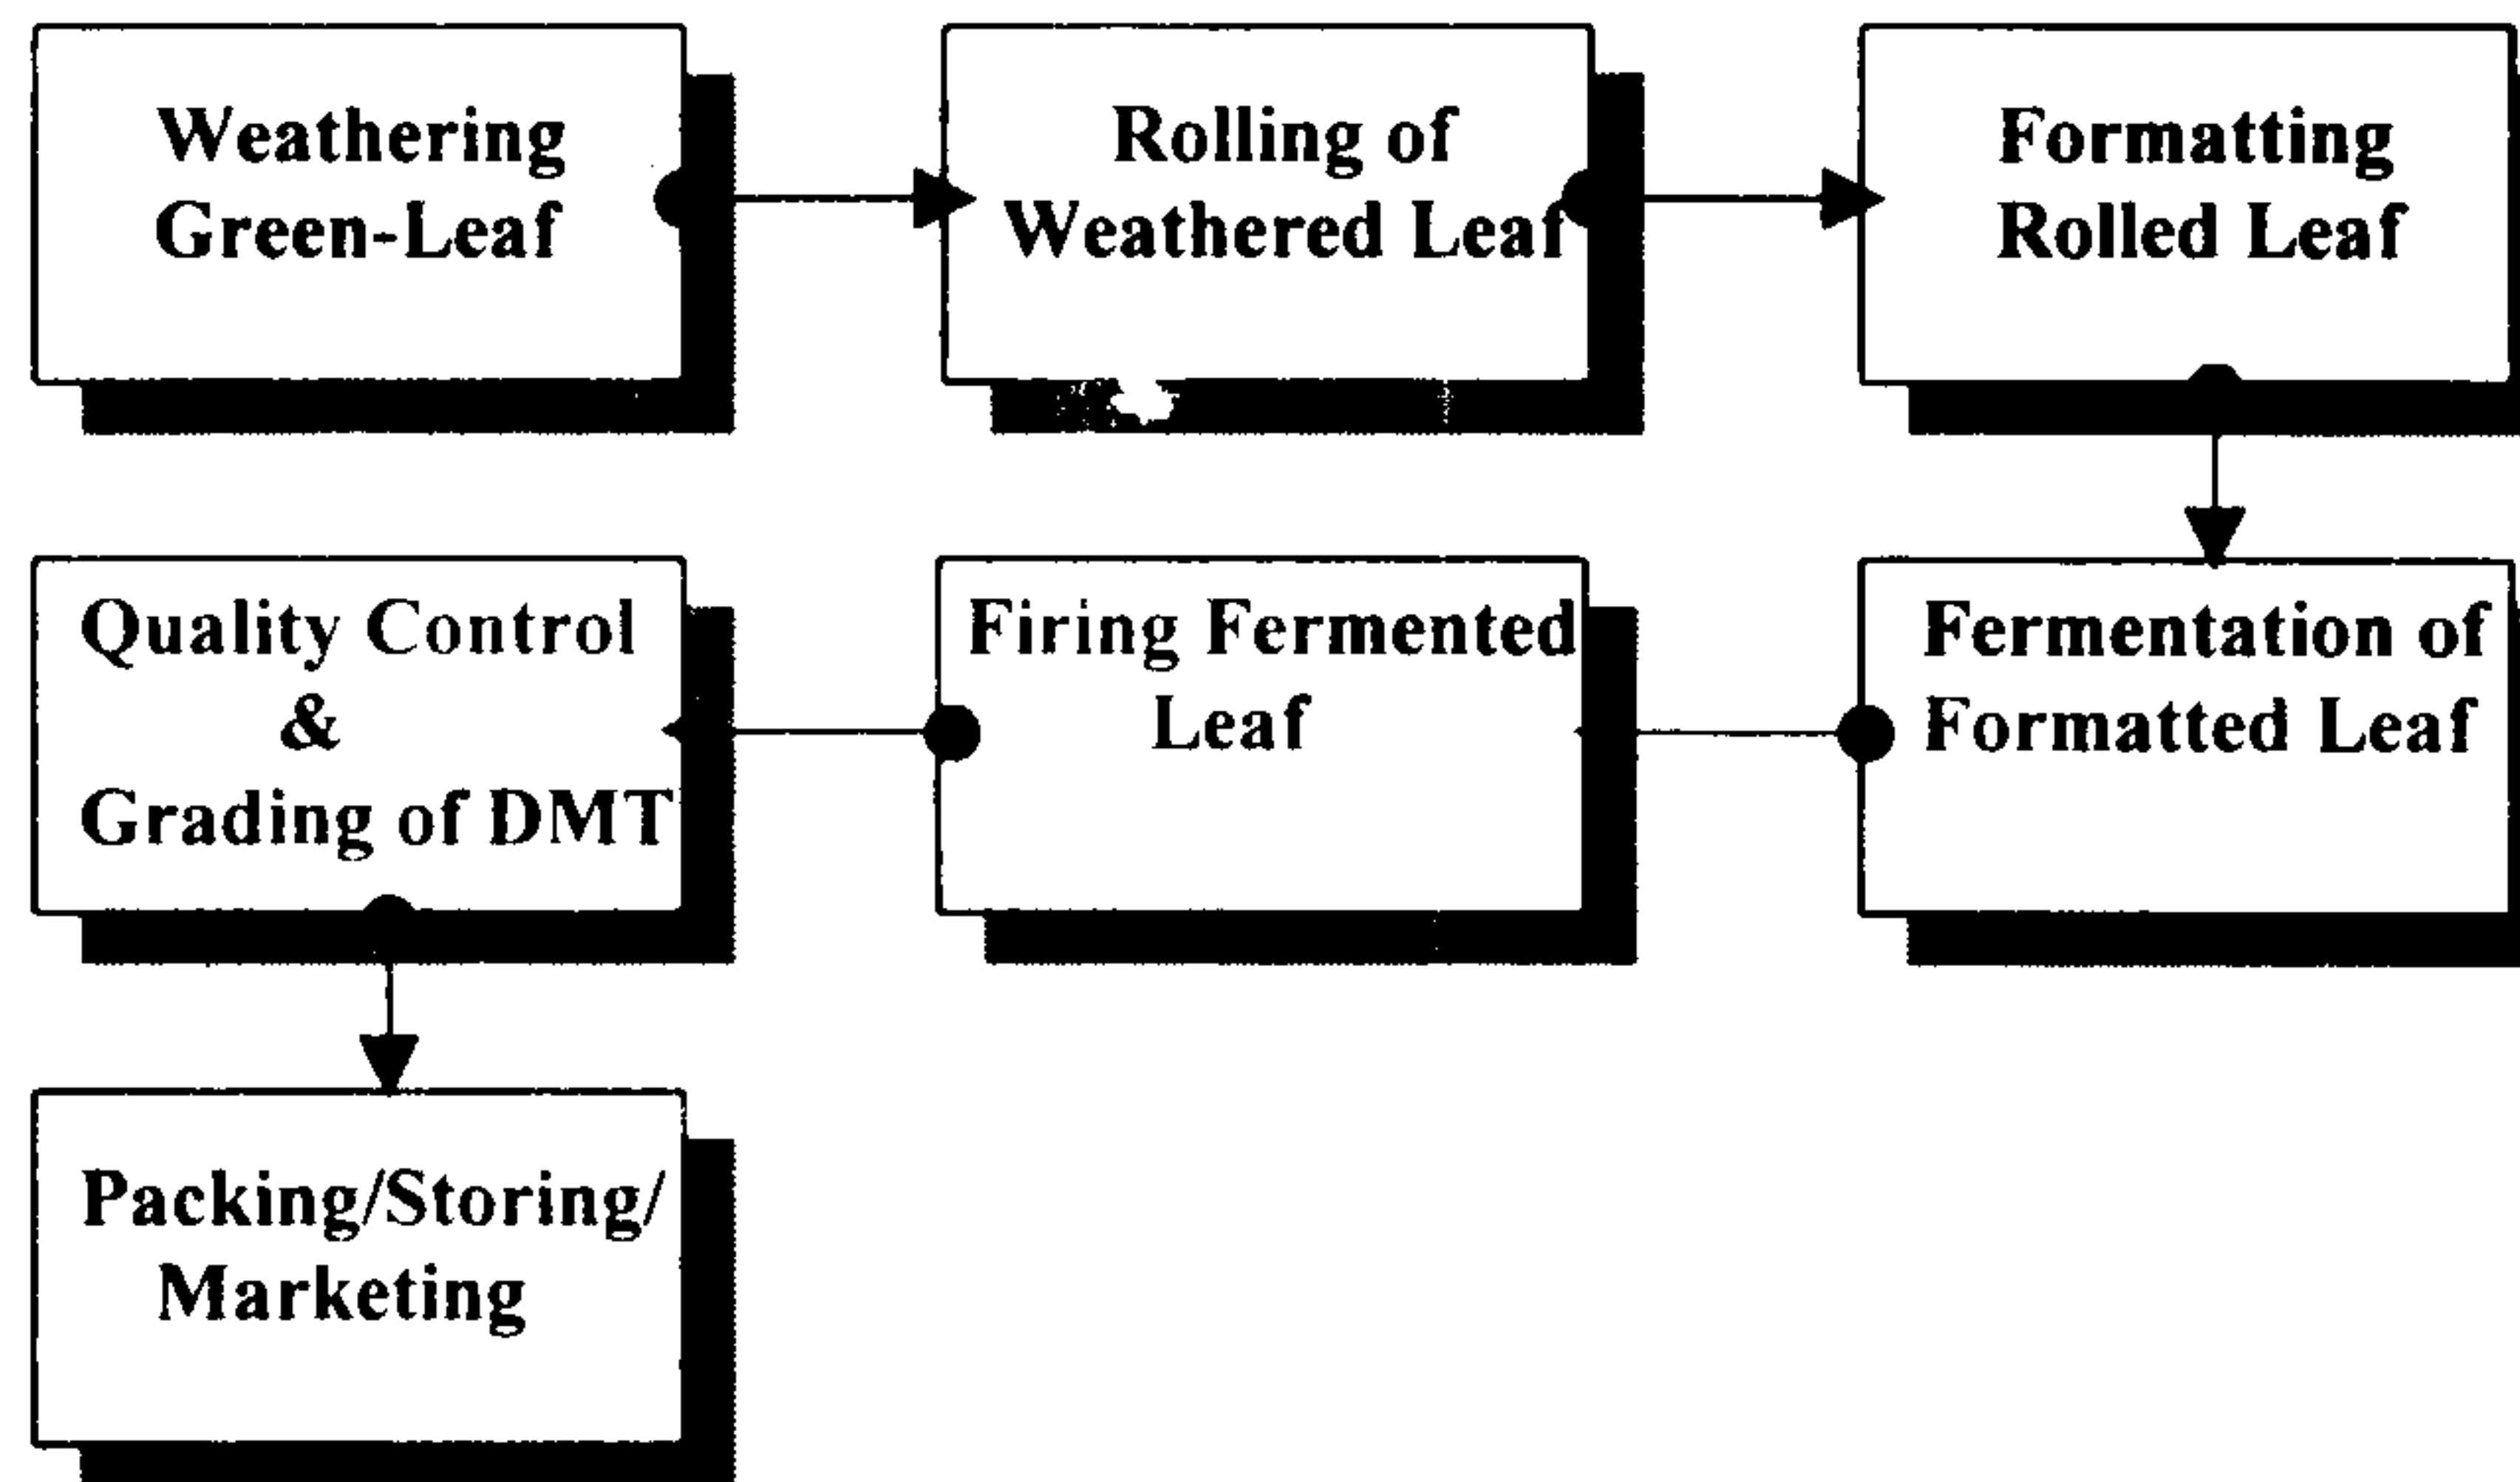 Weathering
Green-Leaf
Rolling of
Weathered Leaf
Formatting
Rolled Leaf
Quality Control
&
Grading of DMT
Firing Fermented
Leaf
Fermentation of
Formatted Leaf
Packing/Storing/
Marketing